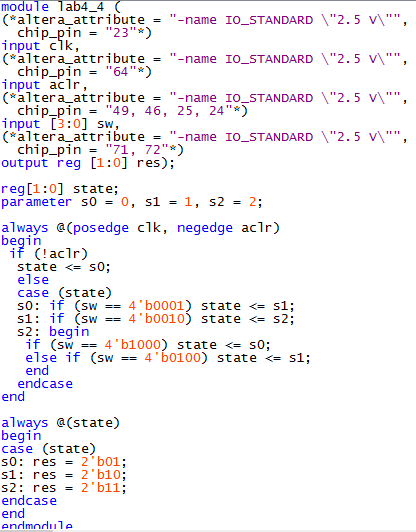 module lab4_4 (
(*altera_attribute = "-name IO_STANDARD \"2.5 V\"",
chip_pin = "23"*)
input clk,
(*altera_attribute = "-name IO_STANDARD \"2.5 V\"",
chip_pin = "64"*)
input aclr,
(*altera_attribute = "-name IO_STANDARD \"2.5 V\"",
chip_pin = "49, 46, 25, 24"*)
input [3:0] sw,
(*altera_attribute = "-name IO_STANDARD \"2.5 V\"",
chip_pin = "71, 72"*)
output reg [1:0] res);
reg[1:0] state;
parameter s0 = 0, s1 = 1, s2 = 2;
always @(posedge clk, negedge aclr)
begin
if (!aclr)
state <= s0;
else
case (state)
s0: if (sw == 4'b0001) state <= s1;
s1: if (sw == 4'b0010) state <= s2;
s2: begin
if (sw == 4'b1000) state <= s0;
else if (sw == 4'b0100) state <= s1;
end
endcase
end
always @(state)
begin
case (state)
s0: res = 2'b01;
s1: res = 2'b10;
s2: res = 2'b11;
endcase
end
endmodule